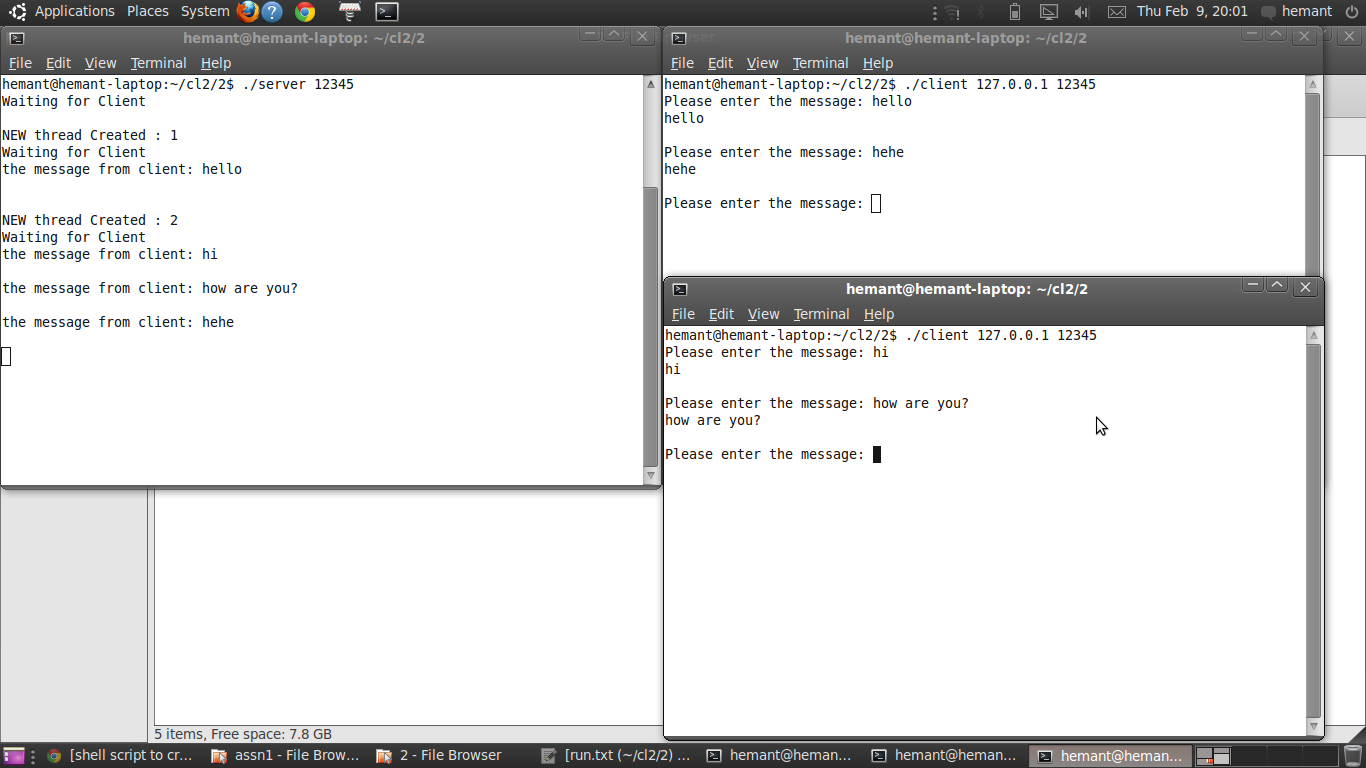 Applications Places System
Thu Feb 9, 20:01 hemant
hemant@hemant-laptop: ~/cl2/2
File Edit View Terminal Help
hemant@hemant-laptop:~/cl2/2$ ./server 12345
Waiting for Client
NEW thread Created : 1
Waiting for Client
the message from client: hello
NEW thread Created : 2
Waiting for Client
the message from client: hi
the message from client: how are you?
the message from client: hehe
hemant@hemant-laptop: ~/cl2/2
File Edit View Terminal Help
hemant@hemant-laptop:~/cl2/2$ ./client 127.0.0.1 12345
Please enter the message: hello
hello
Please enter the message: hehe
hehe
Please enter the message:
hemant@hemant-laptop: ~/cl2/2
File Edit View Terminal Help
hemant@hemant-laptop:~/cl2/2$ ./client 127.0.0.1 12345
Please enter the message: hi
hi
Please enter the message: how are you?
how are you?
Please enter the message:
5 items, Free space: 7.8 GB
[shell script to cr... assn1 - File Brow... 2 - File Browser [run.txt (~/cl2/2) ... hemant@heman... hemant@heman... hemant@heman...